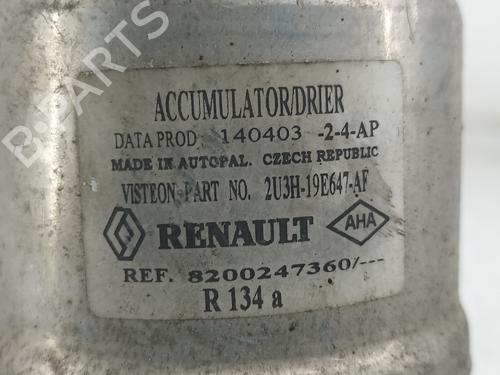 B-PARTS
ACCUMULATOR/DRIER
DATA PROD 140403 -2-4-AP
MADE IN AUTOPAL. CZECH REPUBLIC
VISTEON PART NO. 2U3H-19E647-AF
RENAULT AHA
REF. 8200247360/---
R 134 a